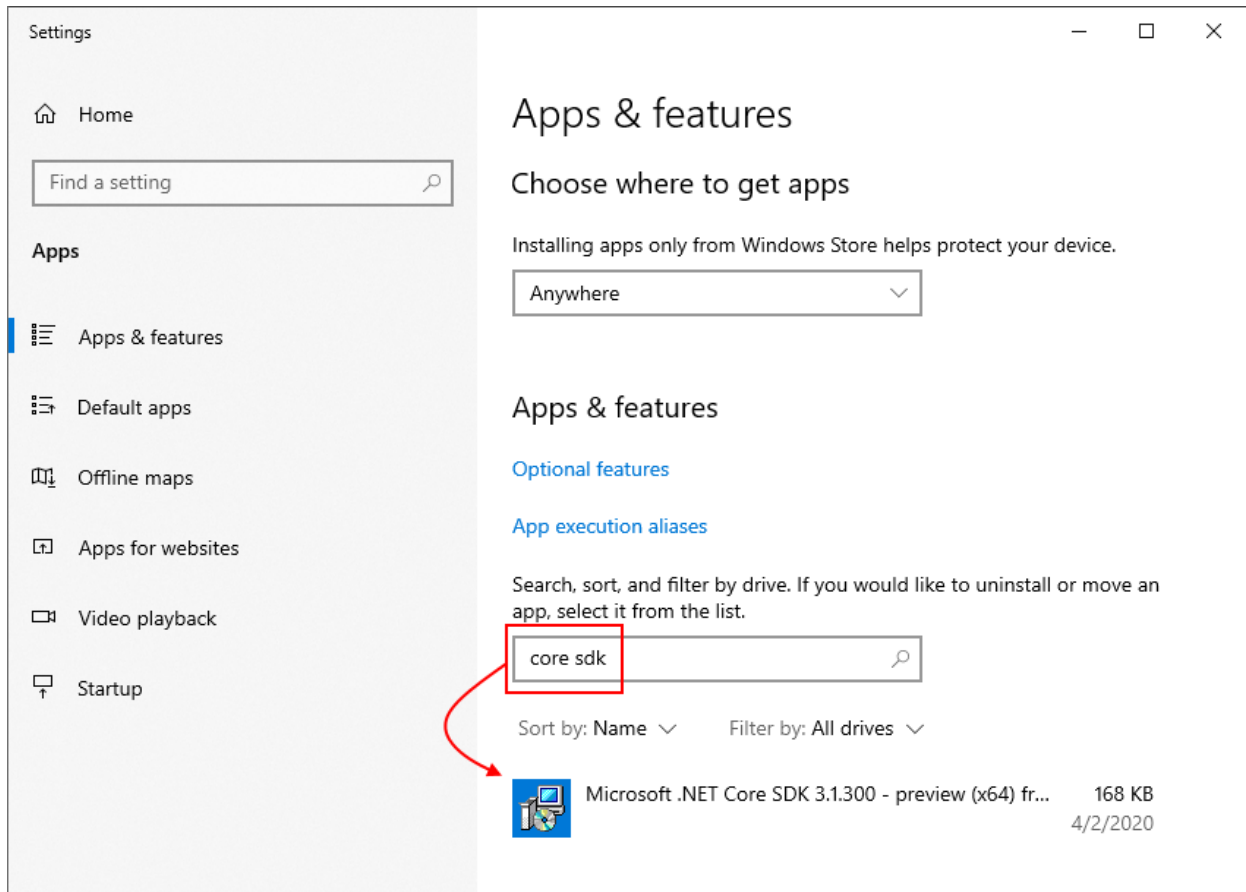 Settings
Home
Find a setting
Apps
Apps & features
Default apps
Offline maps
Apps for websites
Video playback
Startup
Apps & features
Choose where to get apps
Installing apps only from Windows Store helps protect your device.
Anywhere
Apps & features
Optional features
App execution aliases
Search, sort, and filter by drive. If you would like to uninstall or move an
app, select it from the list.
core sdk
Sort by: Name Filter by: All drives
Microsoft .NET Core SDK 3.1.300 - preview (x64) fr... 168 KB
4/2/2020